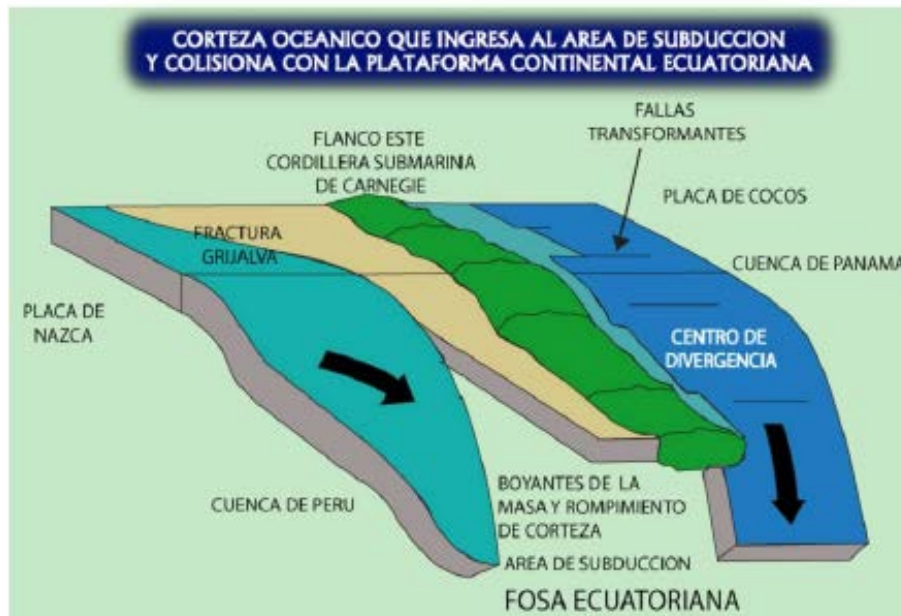 CORTEZA OCEANICO QUE INGRESA AL AREA DE SUBDUCCION
Y COLISIONA CON LA PLATAFORMA CONTINENTAL ECUATORIANA
FALLAS
TRANSFORMANTES
FLANCO ESTE
CORDILLERA SUBMARINIA
DE CARNEGIE
PLACA DE COCOS
FRACTURA
GRIJALVA
CUENCA DE PANAMA
PLACA DE
NAZCA
CENTRO DE
DIVERGENCIA
CUENCA DE PERU
BOYANTES DE LA
MASA Y ROMPIMIENTO
DE CORTEZA
AREA DE SUBDUCCION
FOSA ECUATORIANA